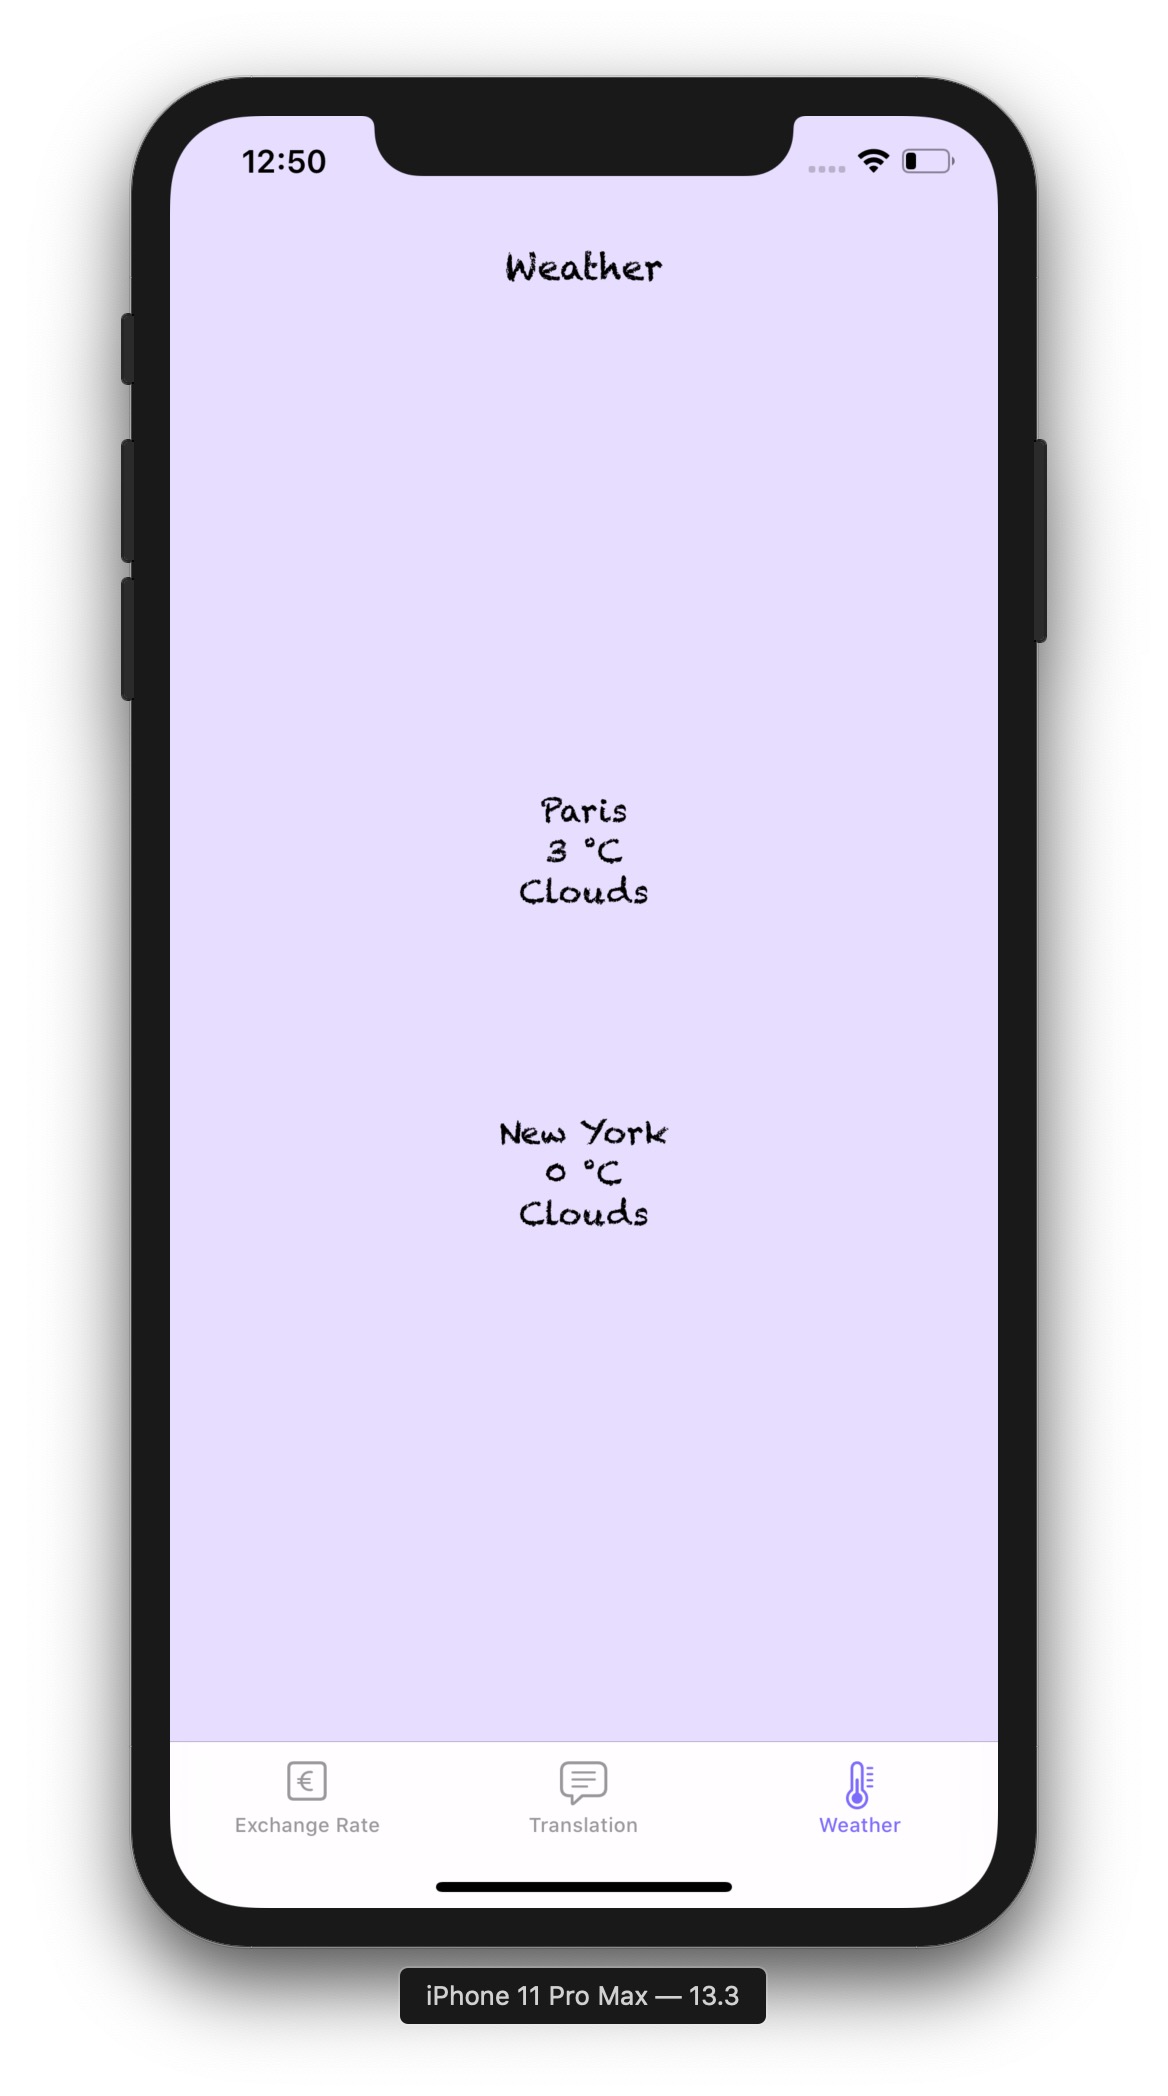 12:50
Weather
Paris
3 °C
Clouds
New York
0 °C
Clouds
€
Exchange Rate
Translation
Weather
iPhone 11 Pro Max — 13.3